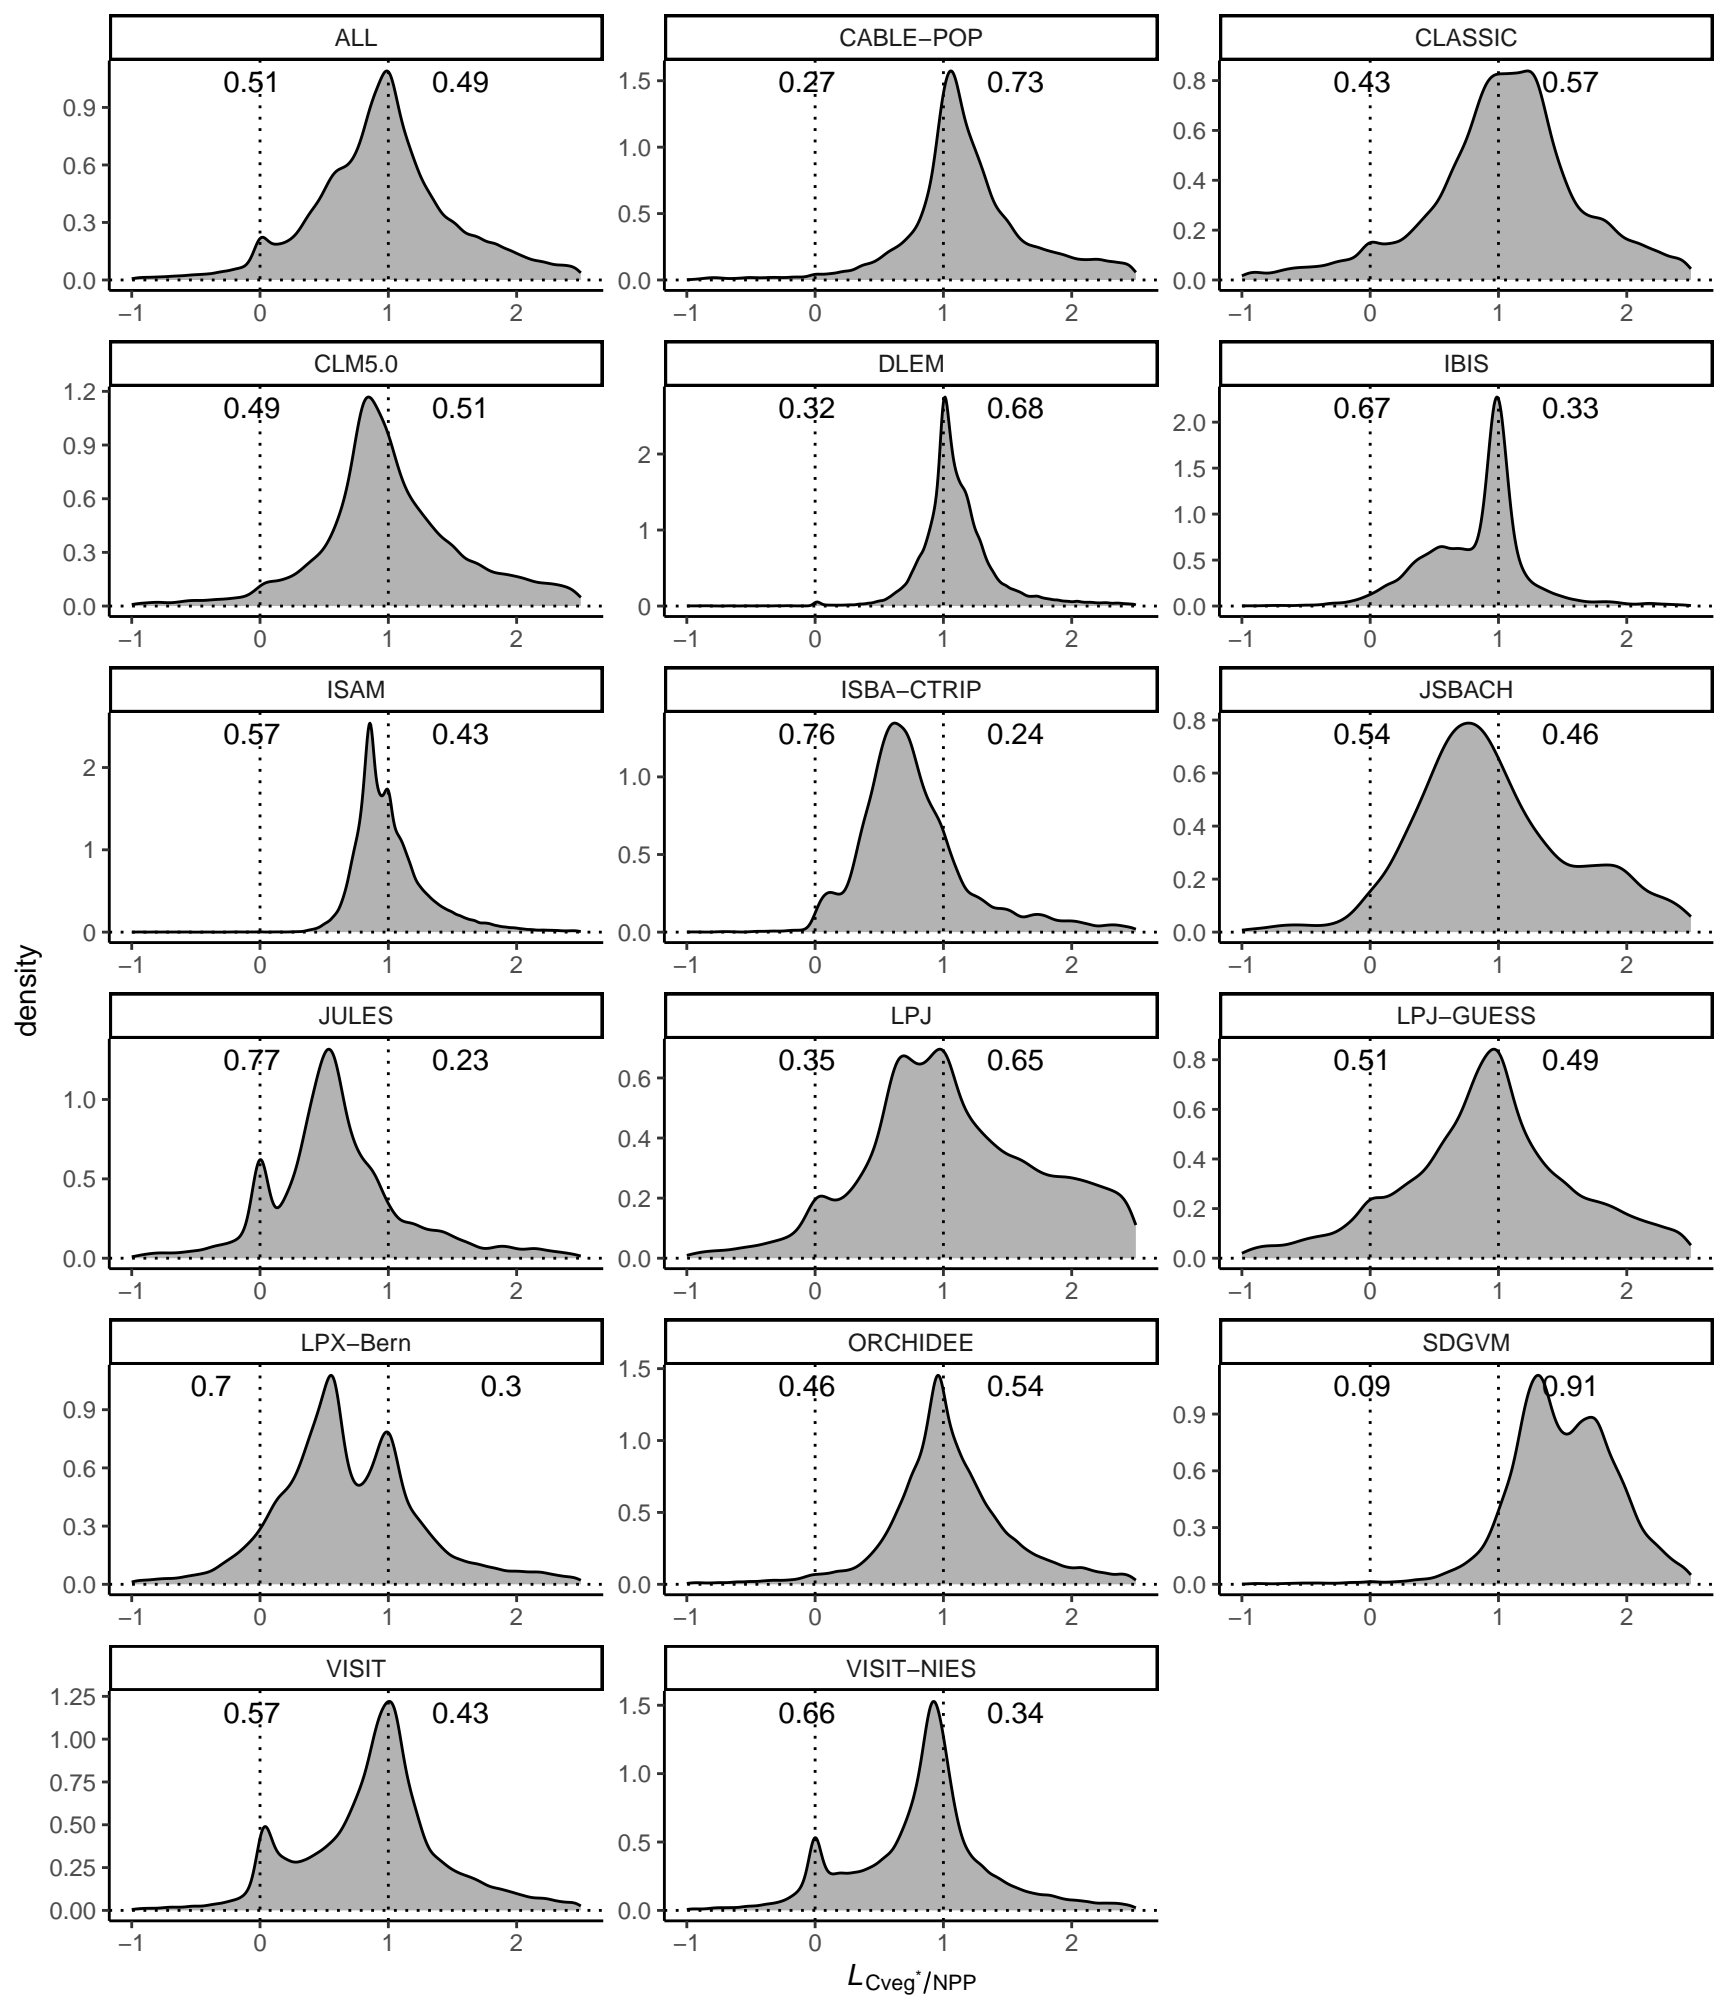 ALL
0.51 0.49
0.9
0.6
0.3
0.0
−1 0 1 2
CABLE−POP
0.27 0.73
1.5
1.0
0.5
0.0
−1 0 1 2
CLASSIC
0.43 0.57
0.8
0.6
0.4
0.2
0.0
−1 0 1 2
CLM5.0
0.49 0.51
1.2
0.9
0.6
0.3
0.0
−1 0 1 2
DLEM
0.32 0.68
2
1
0
−1 0 1 2
IBIS
0.67 0.33
2.0
1.5
1.0
0.5
0.0
−1 0 1 2
ISAM
0.57 0.43
2
1
0
−1 0 1 2
ISBA−CTRIP
0.76 0.24
1.0
0.5
0.0
−1 0 1 2
JSBACH
0.54 0.46
0.8
0.6
0.4
0.2
0.0
−1 0 1 2
density
JULES
0.77 0.23
1.0
0.5
0.0
−1 0 1 2
LPJ
0.35 0.65
0.6
0.4
0.2
0.0
−1 0 1 2
LPJ−GUESS
0.51 0.49
0.8
0.6
0.4
0.2
0.0
−1 0 1 2
LPX−Bern
0.7 0.3
0.9
0.6
0.3
0.0
−1 0 1 2
ORCHIDEE
0.46 0.54
1.5
1.0
0.5
0.0
−1 0 1 2
SDGVM
0.09 0.91
0.9
0.6
0.3
0.0
−1 0 1 2
VISIT
0.57 0.43
1.25
1.00
0.75
0.50
0.25
0.00
−1 0 1 2
VISIT−NIES
0.66 0.34
1.5
1.0
0.5
0.0
−1 0 1 2
L Cveg*/NPP